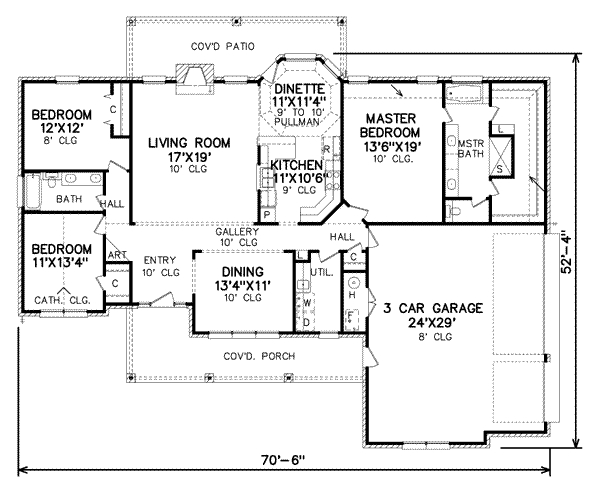 COV'D PATIO
DINETTE
11'X11'4"
9' TO 10'
PULLMAN
BEDROOM
12'X12'
8' CLG
C
LIVING ROOM
17'X19'
10' CLG
MASTER
BEDROOM
13'6"X19'
10' CLG.
MSTR
BATH
L
S
R
KITCHEN
11'X10'6"
9' CLG
P
BATH
HALL
GALLERY
10' CLG
HALL
BEDROOM
11'X13'4"
CATH. CLG.
ART
C
ENTRY
10' CLG
DINING
13'4"X11'
10' CLG
L
UTIL.
C
W
D
H
F
3 CAR GARAGE
24'X29'
8' CLG
COV'D. PORCH
52'-4"
70'-6"